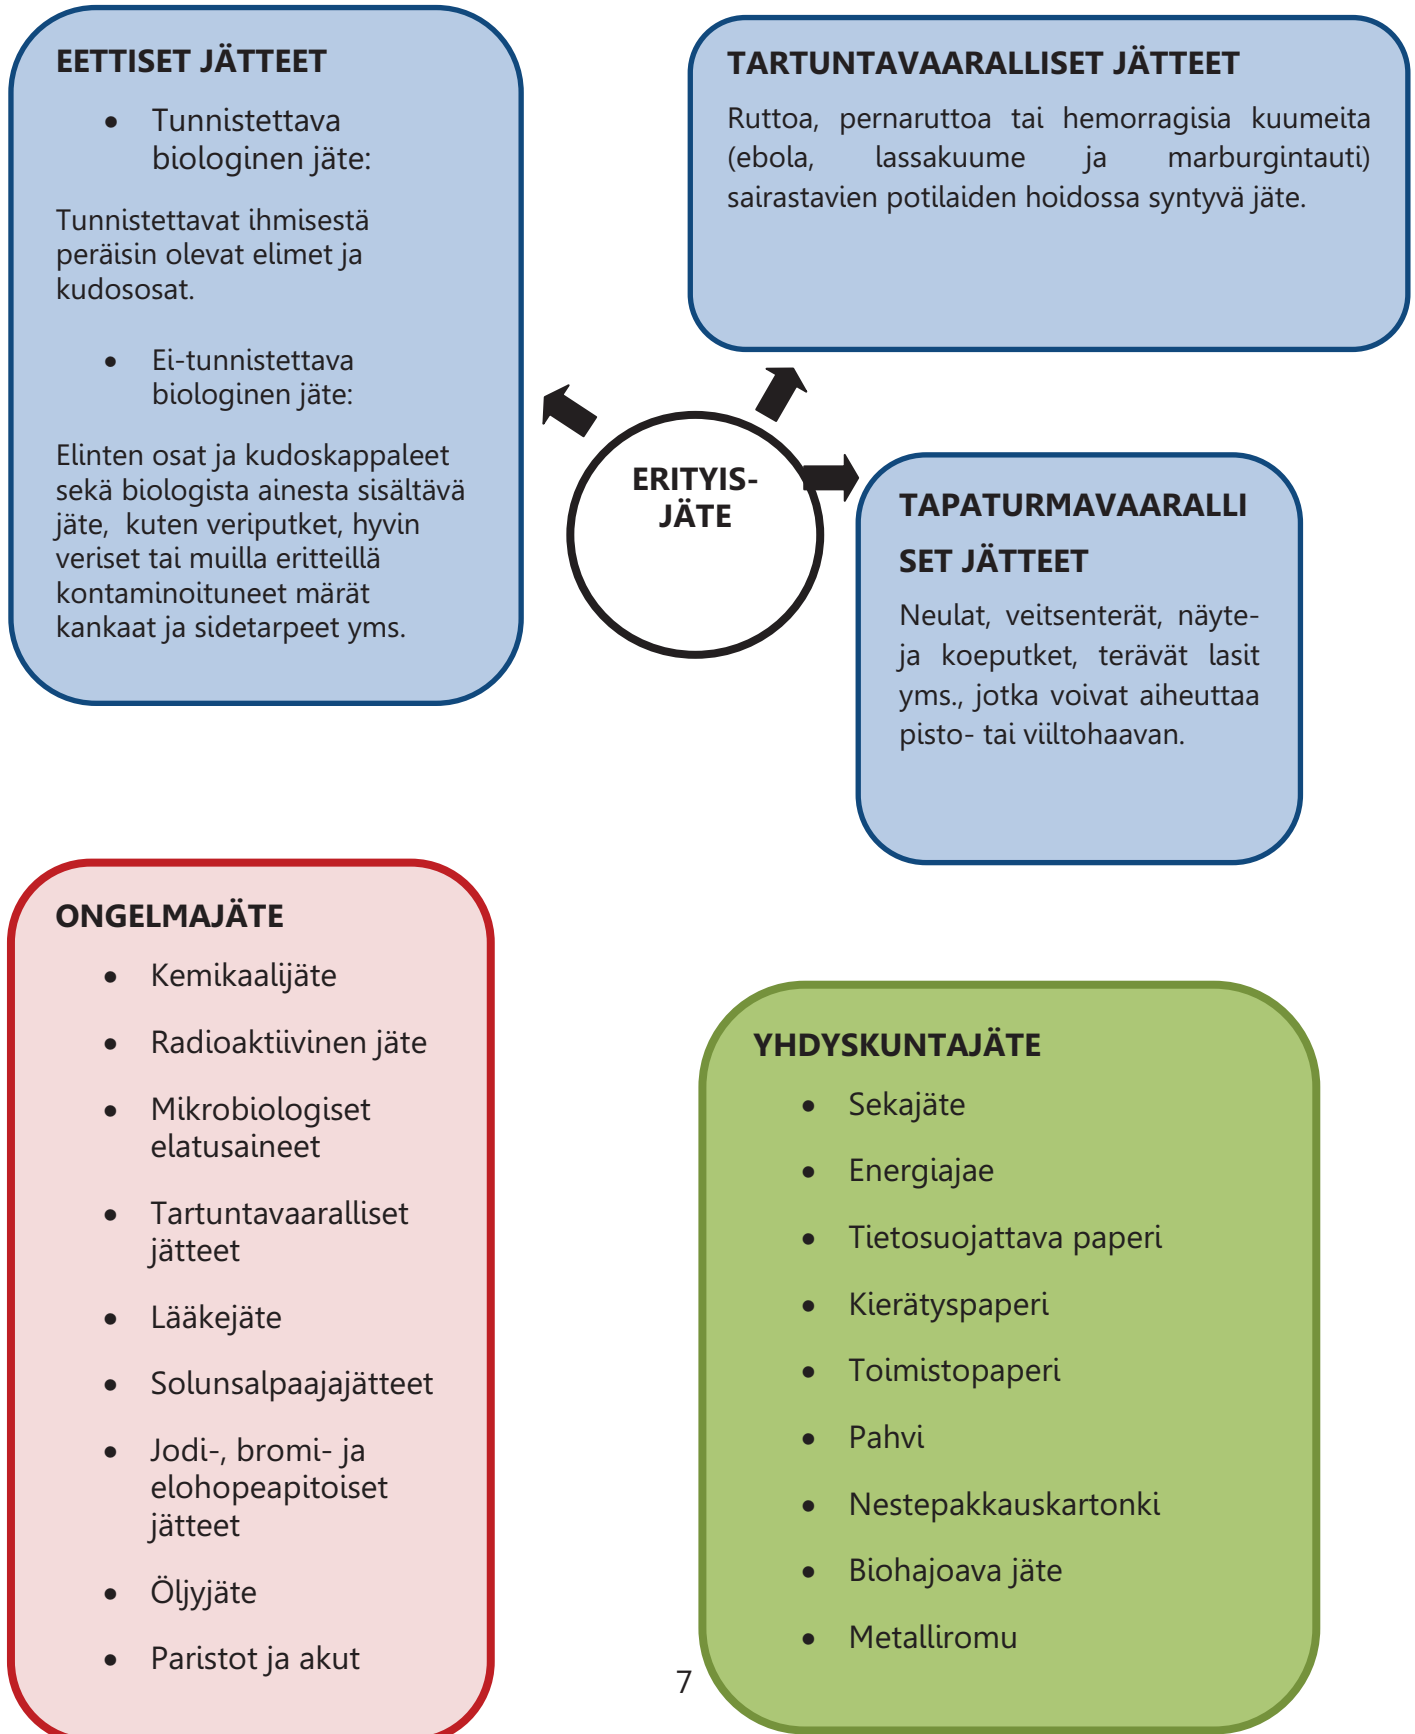 EETTISET JÄTTEET
• Tunnistettava
biologinen jäte:
Tunnistettavat ihmisestä
peräisin olevat elimet ja
kudososat.
• Ei-tunnistettava
biologinen jäte:
Elinten osat ja kudoskappaleet
sekä biologista ainesta sisältävä
jäte, kuten veriputket, hyvin
veriset tai muilla eritteillä
kontaminoituneet märät
kankaat ja sidetarpeet yms.
TARTUNTAVAARALLISET JÄTTEET
Ruttoa, pernaruttoa tai hemorragisia kuumeita
(ebola, lassakuume ja marburgintauti)
sairastavien potilaiden hoidossa syntyvä jäte.
ERITYIS-
JÄTE
TAPATURMAVAARALLI
SET JÄTTEET
Neulat, veitsenterät, näyte-
ja koeputket, terävät lasit
yms., jotka voivat aiheuttaa
pisto- tai viiltohaavan.
ONGELMAJÄTE
• Kemikaalijäte
• Radioaktiivinen jäte
• Mikrobiologiset
elatusaineet
• Tartuntavaaralliset
jätteet
• Lääkejäte
• Solunsalpaajajätteet
• Jodi-, bromi- ja
elohopeapitoiset
jätteet
• Öljyjäte
• Paristot ja akut
YHDYSKUNTAJÄTE
• Sekajäte
• Energiajae
• Tietosuojattava paperi
• Kierätyspaperi
• Toimistopaperi
• Pahvi
• Nestepakkauskartonki
• Biohajoava jäte
• Metalliromu
7